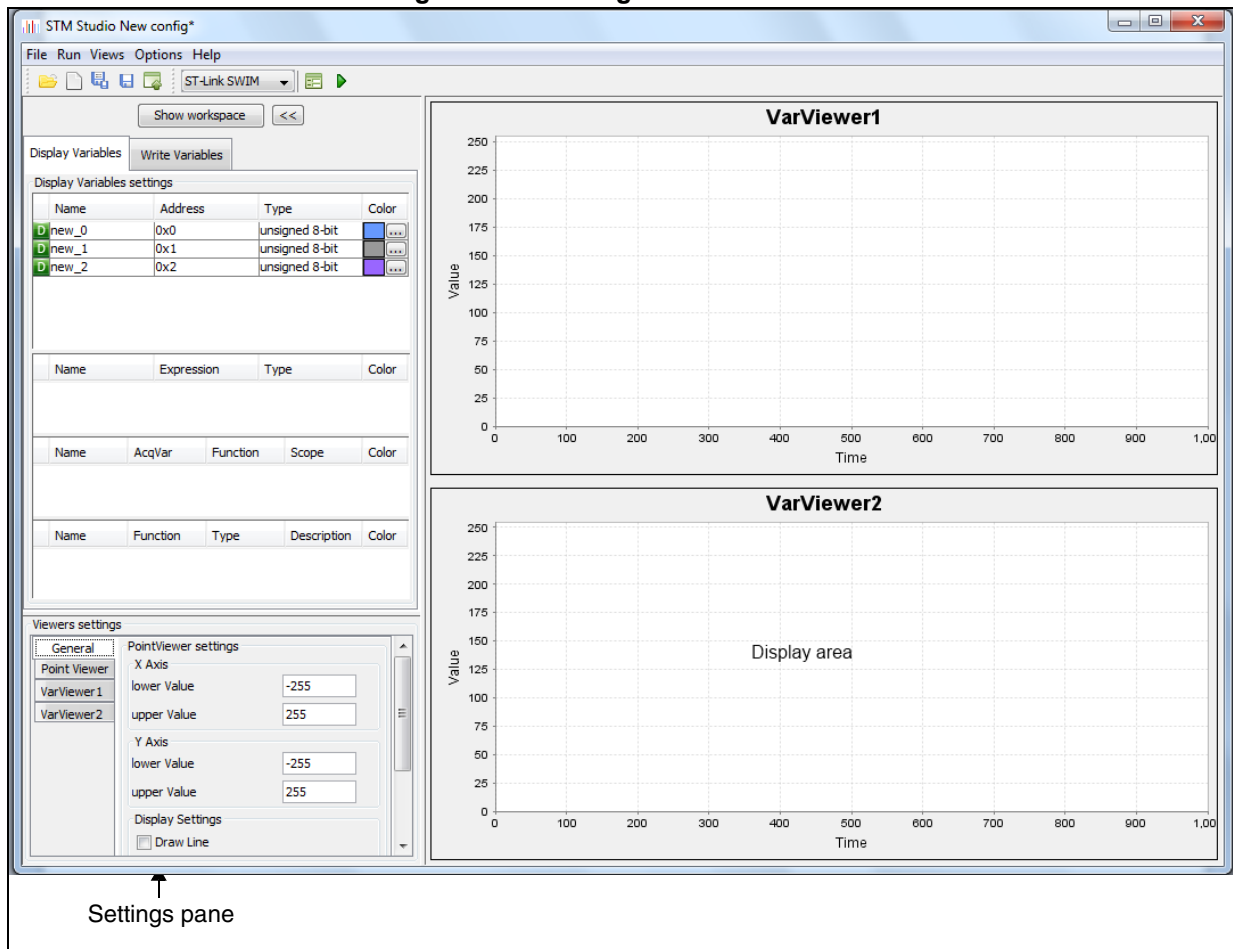 STM Studio New config*
File Run Views Options Help
ST-Link SWIM
Show workspace <<
Display Variables Write Variables
Display Variables settings
Name Address Type Color
D new_0 0x0 unsigned 8-bit ...
D new_1 0x1 unsigned 8-bit ...
D new_2 0x2 unsigned 8-bit ...
Name Expression Type Color
Name AcqVar Function Scope Color
Name Function Type Description Color
Viewers settings
General
Point Viewer
VarViewer1
VarViewer2
PointViewer settings
X Axis
lower Value -255
upper Value 255
Y Axis
lower Value -255
upper Value 255
Display Settings
Draw Line
VarViewer1
Value
250
225
200
175
150
125
100
75
50
25
0
0 100 200 300 400 500 600 700 800 900 1,00
Time
VarViewer2
Value
250
225
200
175
150
125
100
75
50
25
0
Display area
0 100 200 300 400 500 600 700 800 900 1,00
Time
Settings pane